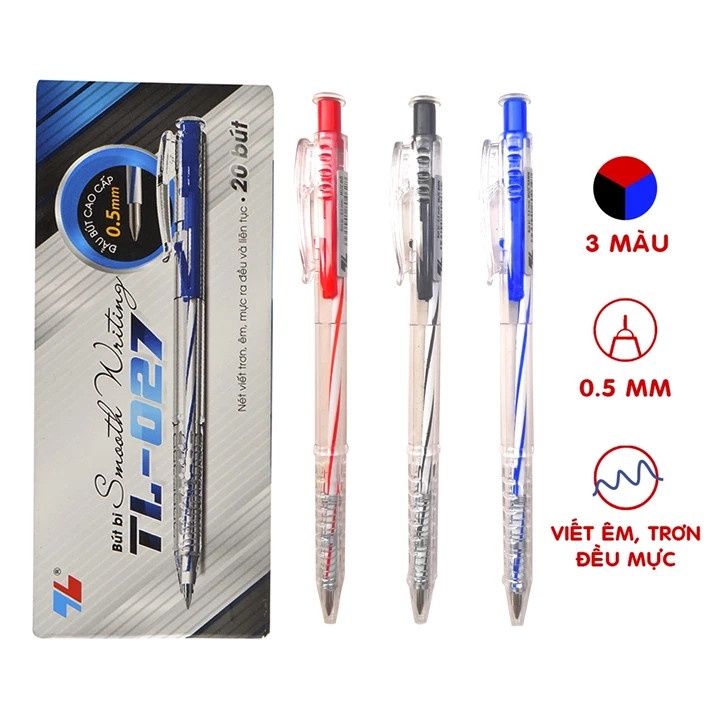 ĐẦU BÚT CAO CẤP
0.5mm
Bút bi Smooth Writing
TL-027
20 bút
Nét viết trơn, êm, mực ra đều và liên tục
TL®
3 MÀU
0.5 MM
VIẾT ÊM, TRƠN
ĐỀU MỰC